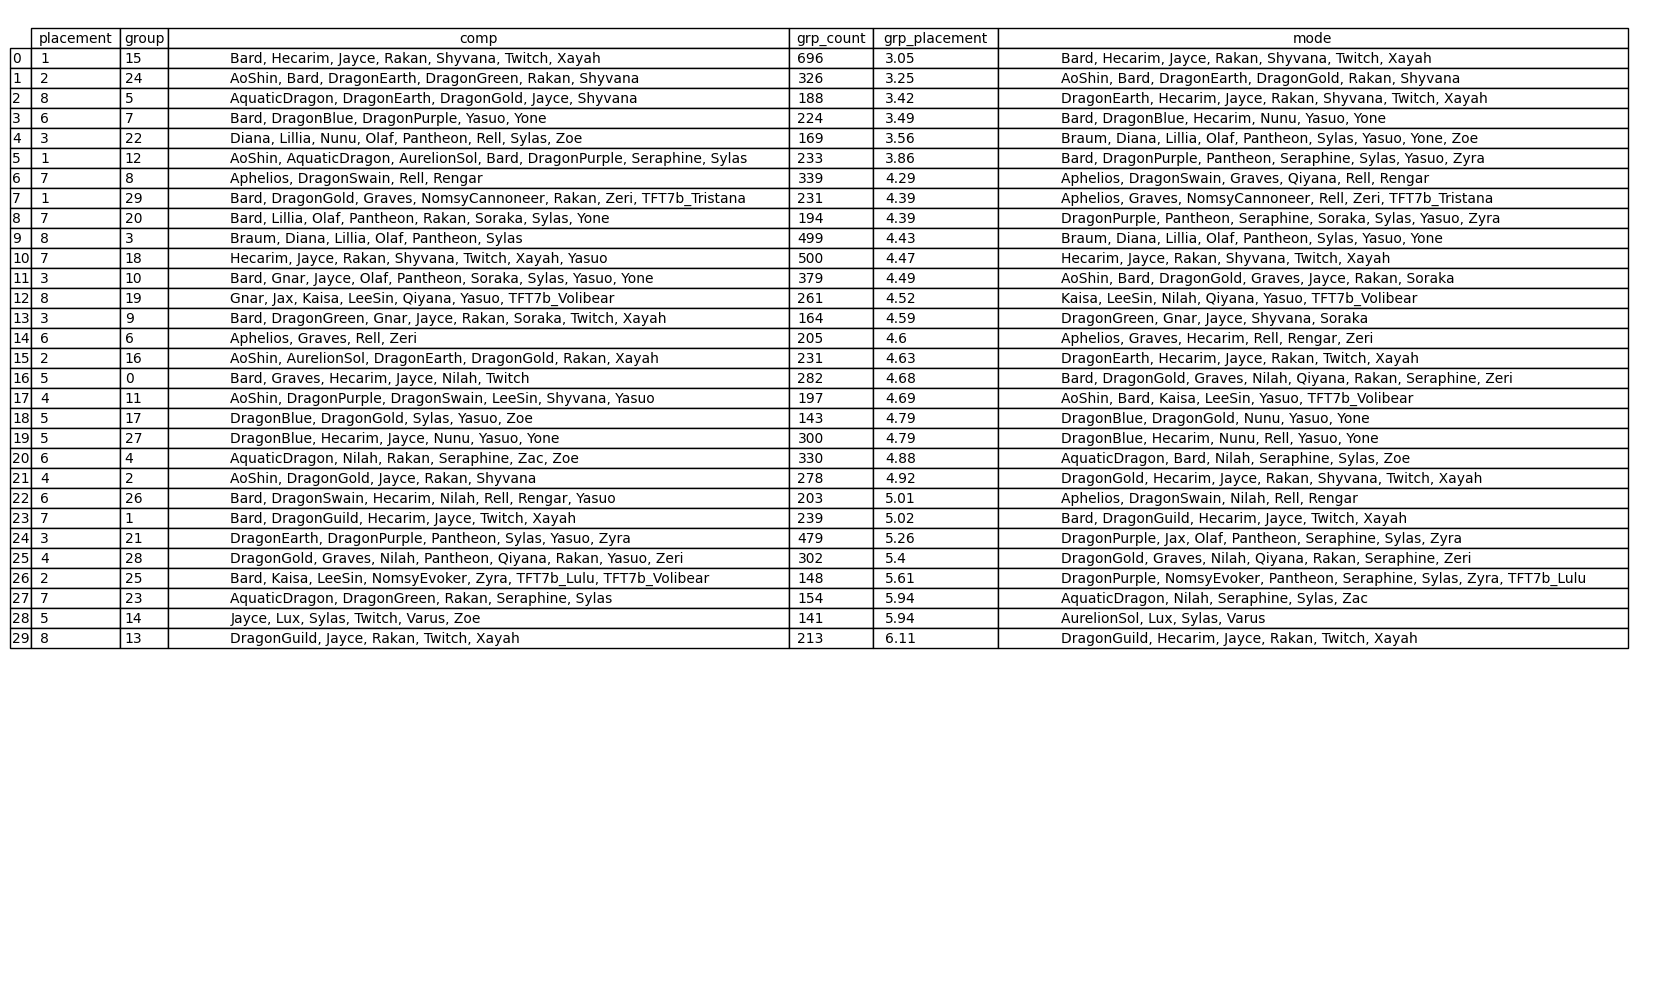 placement group comp grp_count grp_placement mode
0 1 15 Bard, Hecarim, Jayce, Rakan, Shyvana, Twitch, Xayah 696 3.05 Bard, Hecarim, Jayce, Rakan, Shyvana, Twitch, Xayah
1 2 24 AoShin, Bard, DragonEarth, DragonGreen, Rakan, Shyvana 326 3.25 AoShin, Bard, DragonEarth, DragonGold, Rakan, Shyvana
2 8 5 AquaticDragon, DragonEarth, DragonGold, Jayce, Shyvana 188 3.42 DragonEarth, Hecarim, Jayce, Rakan, Shyvana, Twitch, Xayah
3 6 7 Bard, DragonBlue, DragonPurple, Yasuo, Yone 224 3.49 Bard, DragonBlue, Hecarim, Nunu, Yasuo, Yone
4 3 22 Diana, Lillia, Nunu, Olaf, Pantheon, Rell, Sylas, Zoe 169 3.56 Braum, Diana, Lillia, Olaf, Pantheon, Sylas, Yasuo, Yone, Zoe
5 1 12 AoShin, AquaticDragon, AurelionSol, Bard, DragonPurple, Seraphine, Sylas 233 3.86 Bard, DragonPurple, Pantheon, Seraphine, Sylas, Yasuo, Zyra
6 7 8 Aphelios, DragonSwain, Rell, Rengar 339 4.29 Aphelios, DragonSwain, Graves, Qiyana, Rell, Rengar
7 1 29 Bard, DragonGold, Graves, NomsyCannoneer, Rakan, Zeri, TFT7b_Tristana 231 4.39 Aphelios, Graves, NomsyCannoneer, Rell, Zeri, TFT7b_Tristana
8 7 20 Bard, Lillia, Olaf, Pantheon, Rakan, Soraka, Sylas, Yone 194 4.39 DragonPurple, Pantheon, Seraphine, Soraka, Sylas, Yasuo, Zyra
9 8 3 Braum, Diana, Lillia, Olaf, Pantheon, Sylas 499 4.43 Braum, Diana, Lillia, Olaf, Pantheon, Sylas, Yasuo, Yone
10 7 18 Hecarim, Jayce, Rakan, Shyvana, Twitch, Xayah, Yasuo 500 4.47 Hecarim, Jayce, Rakan, Shyvana, Twitch, Xayah
11 3 10 Bard, Gnar, Jayce, Olaf, Pantheon, Soraka, Sylas, Yasuo, Yone 379 4.49 AoShin, Bard, DragonGold, Graves, Jayce, Rakan, Soraka
12 8 19 Gnar, Jax, Kaisa, LeeSin, Qiyana, Yasuo, TFT7b_Volibear 261 4.52 Kaisa, LeeSin, Nilah, Qiyana, Yasuo, TFT7b_Volibear
13 3 9 Bard, DragonGreen, Gnar, Jayce, Rakan, Soraka, Twitch, Xayah 164 4.59 DragonGreen, Gnar, Jayce, Shyvana, Soraka
14 6 6 Aphelios, Graves, Rell, Zeri 205 4.6 Aphelios, Graves, Hecarim, Rell, Rengar, Zeri
15 2 16 AoShin, AurelionSol, DragonEarth, DragonGold, Rakan, Xayah 231 4.63 DragonEarth, Hecarim, Jayce, Rakan, Twitch, Xayah
16 5 0 Bard, Graves, Hecarim, Jayce, Nilah, Twitch 282 4.68 Bard, DragonGold, Graves, Nilah, Qiyana, Rakan, Seraphine, Zeri
17 4 11 AoShin, DragonPurple, DragonSwain, LeeSin, Shyvana, Yasuo 197 4.69 AoShin, Bard, Kaisa, LeeSin, Yasuo, TFT7b_Volibear
18 5 17 DragonBlue, DragonGold, Sylas, Yasuo, Zoe 143 4.79 DragonBlue, DragonGold, Nunu, Yasuo, Yone
19 5 27 DragonBlue, Hecarim, Jayce, Nunu, Yasuo, Yone 300 4.79 DragonBlue, Hecarim, Nunu, Rell, Yasuo, Yone
20 6 4 AquaticDragon, Nilah, Rakan, Seraphine, Zac, Zoe 330 4.88 AquaticDragon, Bard, Nilah, Seraphine, Sylas, Zoe
21 4 2 AoShin, DragonGold, Jayce, Rakan, Shyvana 278 4.92 DragonGold, Hecarim, Jayce, Rakan, Shyvana, Twitch, Xayah
22 6 26 Bard, DragonSwain, Hecarim, Nilah, Rell, Rengar, Yasuo 203 5.01 Aphelios, DragonSwain, Nilah, Rell, Rengar
23 7 1 Bard, DragonGuild, Hecarim, Jayce, Twitch, Xayah 239 5.02 Bard, DragonGuild, Hecarim, Jayce, Twitch, Xayah
24 3 21 DragonEarth, DragonPurple, Pantheon, Sylas, Yasuo, Zyra 479 5.26 DragonPurple, Jax, Olaf, Pantheon, Seraphine, Sylas, Zyra
25 4 28 DragonGold, Graves, Nilah, Pantheon, Qiyana, Rakan, Yasuo, Zeri 302 5.4 DragonGold, Graves, Nilah, Qiyana, Rakan, Seraphine, Zeri
26 2 25 Bard, Kaisa, LeeSin, NomsyEvoker, Zyra, TFT7b_Lulu, TFT7b_Volibear 148 5.61 DragonPurple, NomsyEvoker, Pantheon, Seraphine, Sylas, Zyra, TFT7b_Lulu
27 7 23 AquaticDragon, DragonGreen, Rakan, Seraphine, Sylas 154 5.94 AquaticDragon, Nilah, Seraphine, Sylas, Zac
28 5 14 Jayce, Lux, Sylas, Twitch, Varus, Zoe 141 5.94 AurelionSol, Lux, Sylas, Varus
29 8 13 DragonGuild, Jayce, Rakan, Twitch, Xayah 213 6.11 DragonGuild, Hecarim, Jayce, Rakan, Twitch, Xayah